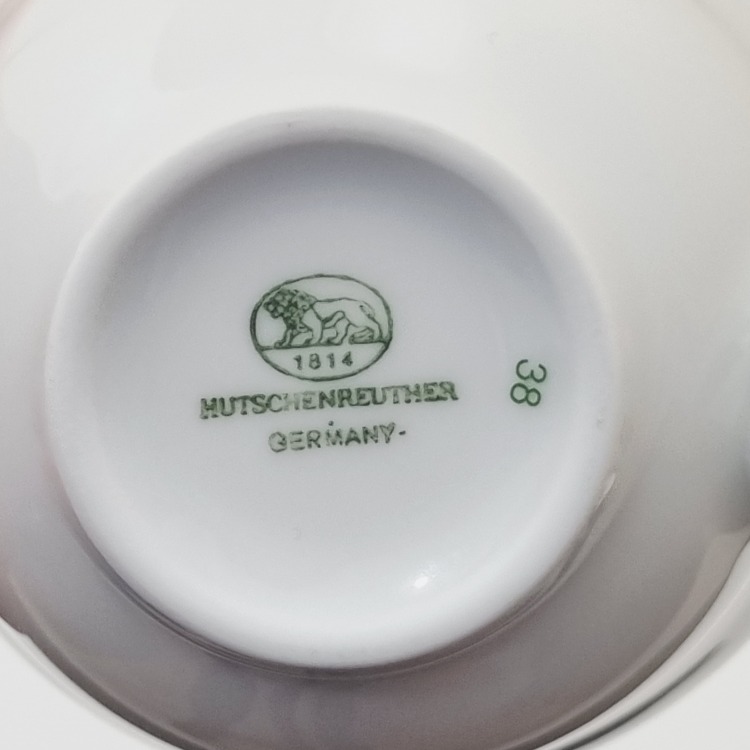 1814
HUTSCHENREUTHER
GERMANY-
38